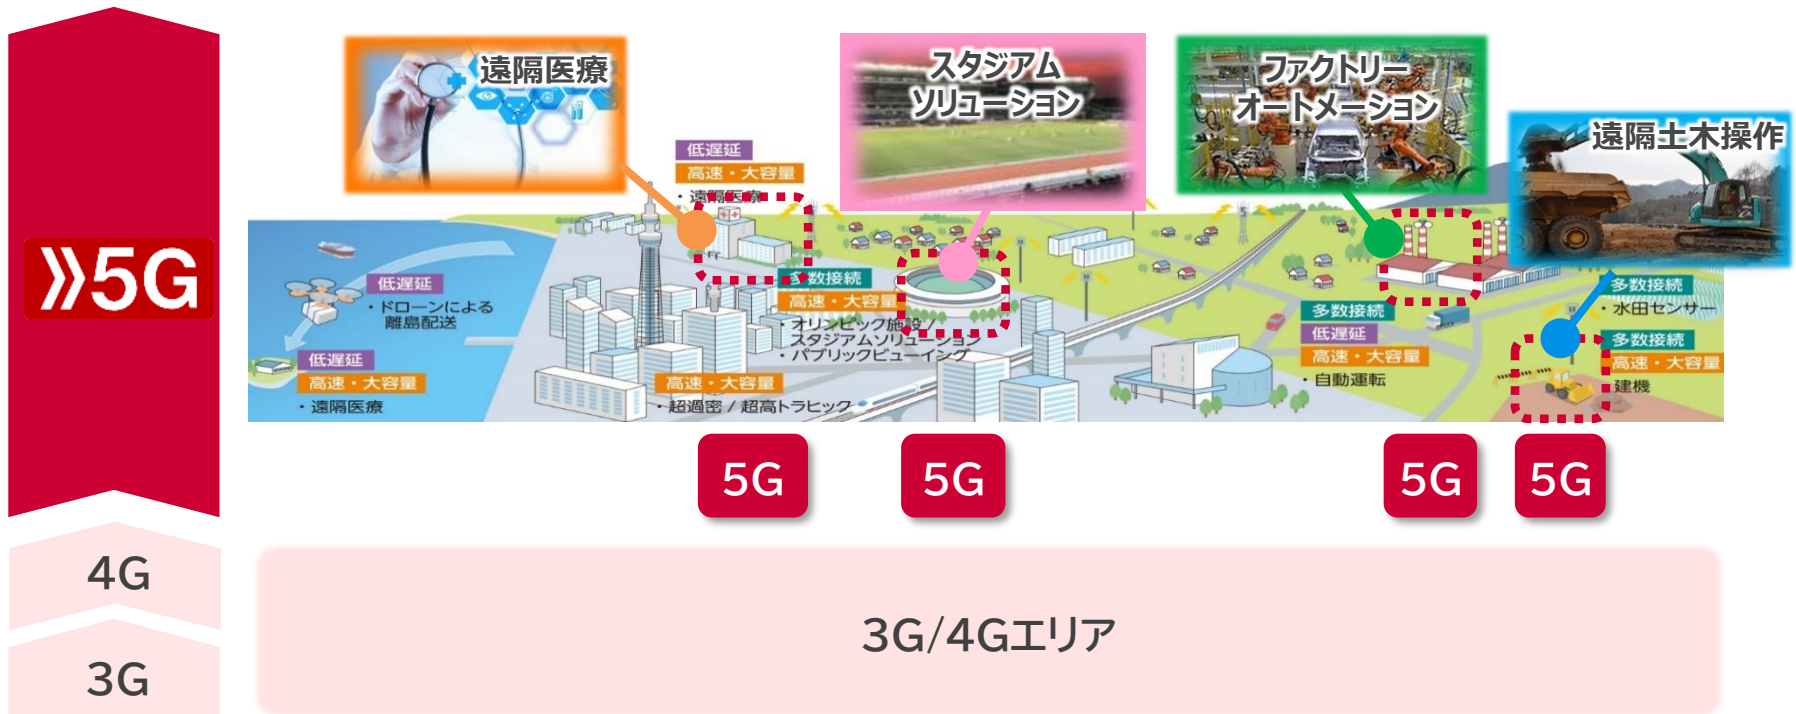 遠隔医療
スタジアム
ソリューション
ファクトリー
オートメーション
遠隔土木操作
低遅延
高速・大容量
・遠隔医療
》5G
低遅延
・ドローンによる
離島配送
低遅延
高速・大容量
・遠隔医療
多数接続
高速・大容量
・オリンピック施設 /
スタジアムソリューション
・パブリックビューイング
高速・大容量
・超過密 / 超高トラヒック
多数接続
低遅延
高速・大容量
・自動運転
多数接続
・水田センサー
多数接続
高速・大容量
建機
5G
5G
5G
5G
4G
3G
3G/4Gエリア